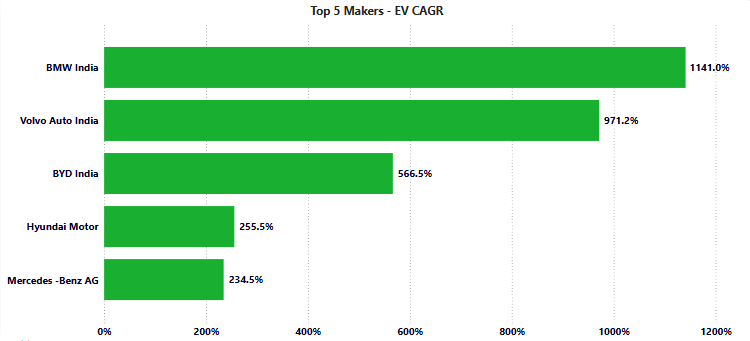 Top 5 Makers - EV CAGR
BMW India
1141.0%
Volvo Auto India
971.2%
BYD India
566.5%
Hyundai Motor
255.5%
Mercedes -Benz AG
234.5%
0% 200% 400% 600% 800% 1000% 1200%